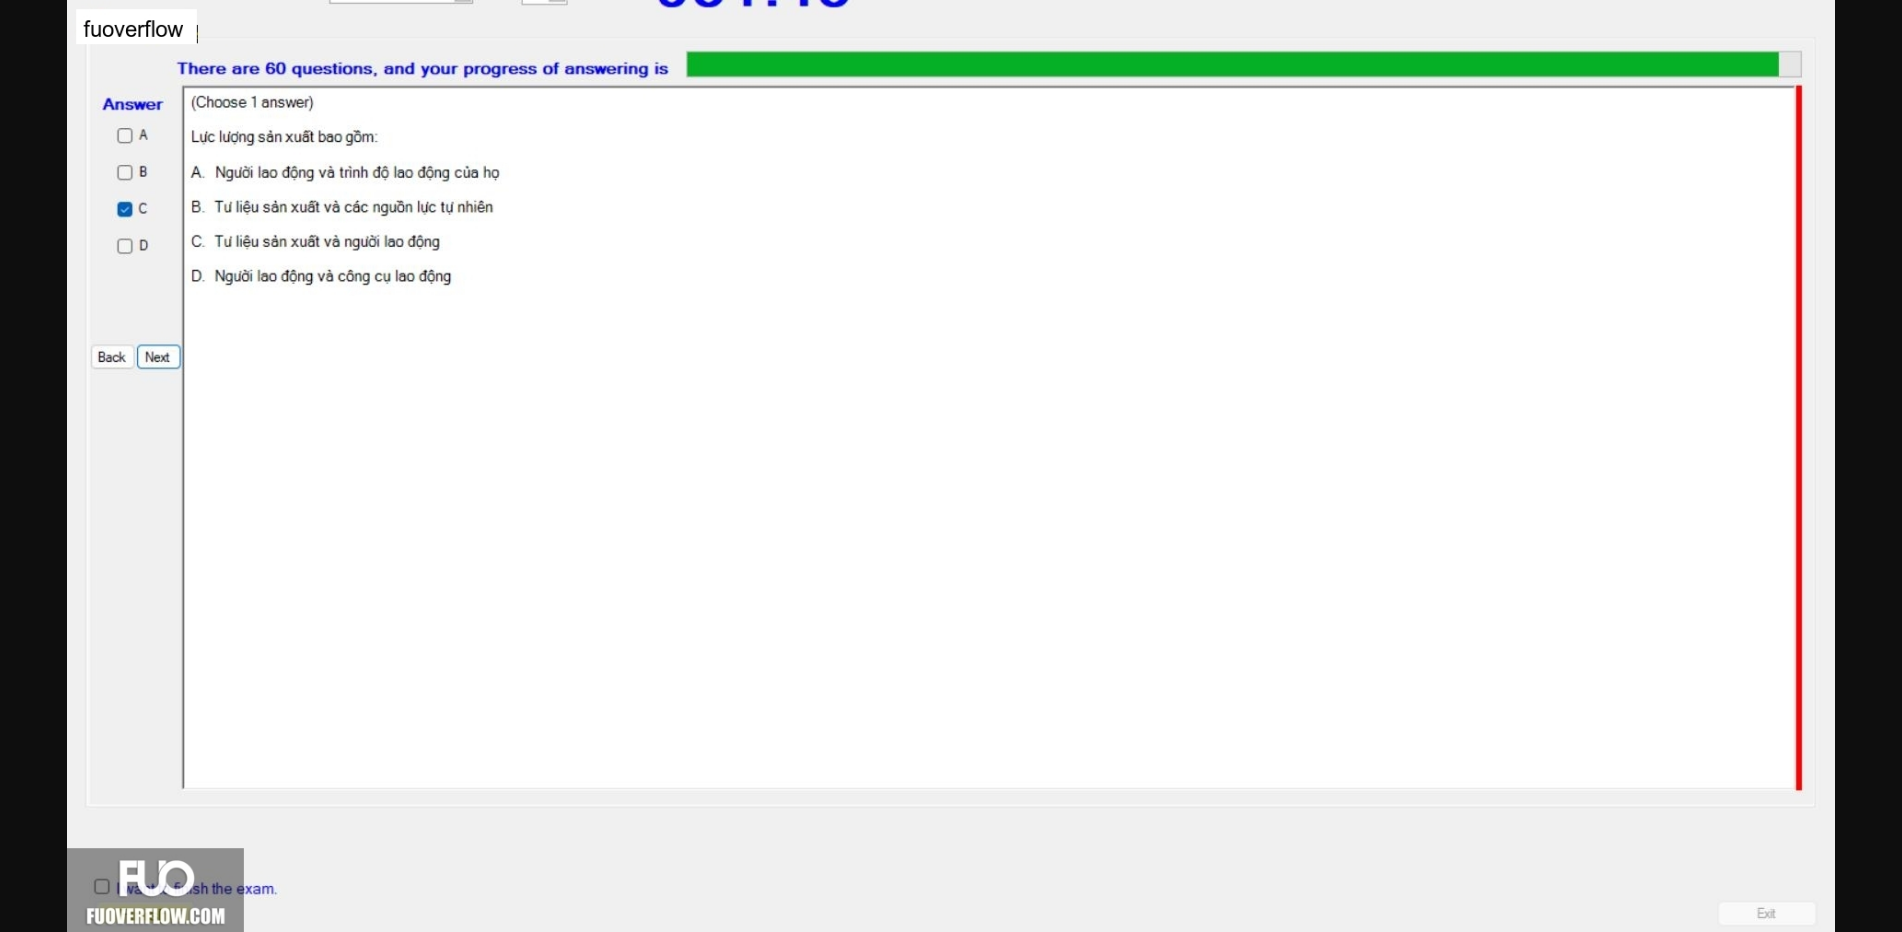 fuoverflow
There are 60 questions, and your progress of answering is
Answer
(Choose 1 answer)
A
Lực lượng sản xuất bao gồm:
B
A. Người lao động và trình độ lao động của họ
C
B. Tư liệu sản xuất và các nguồn lực tự nhiên
D
C. Tư liệu sản xuất và người lao động
D. Người lao động và công cụ lao động
Back Next
FUO
the exam.
FUOVERFLOW.COM
Exit